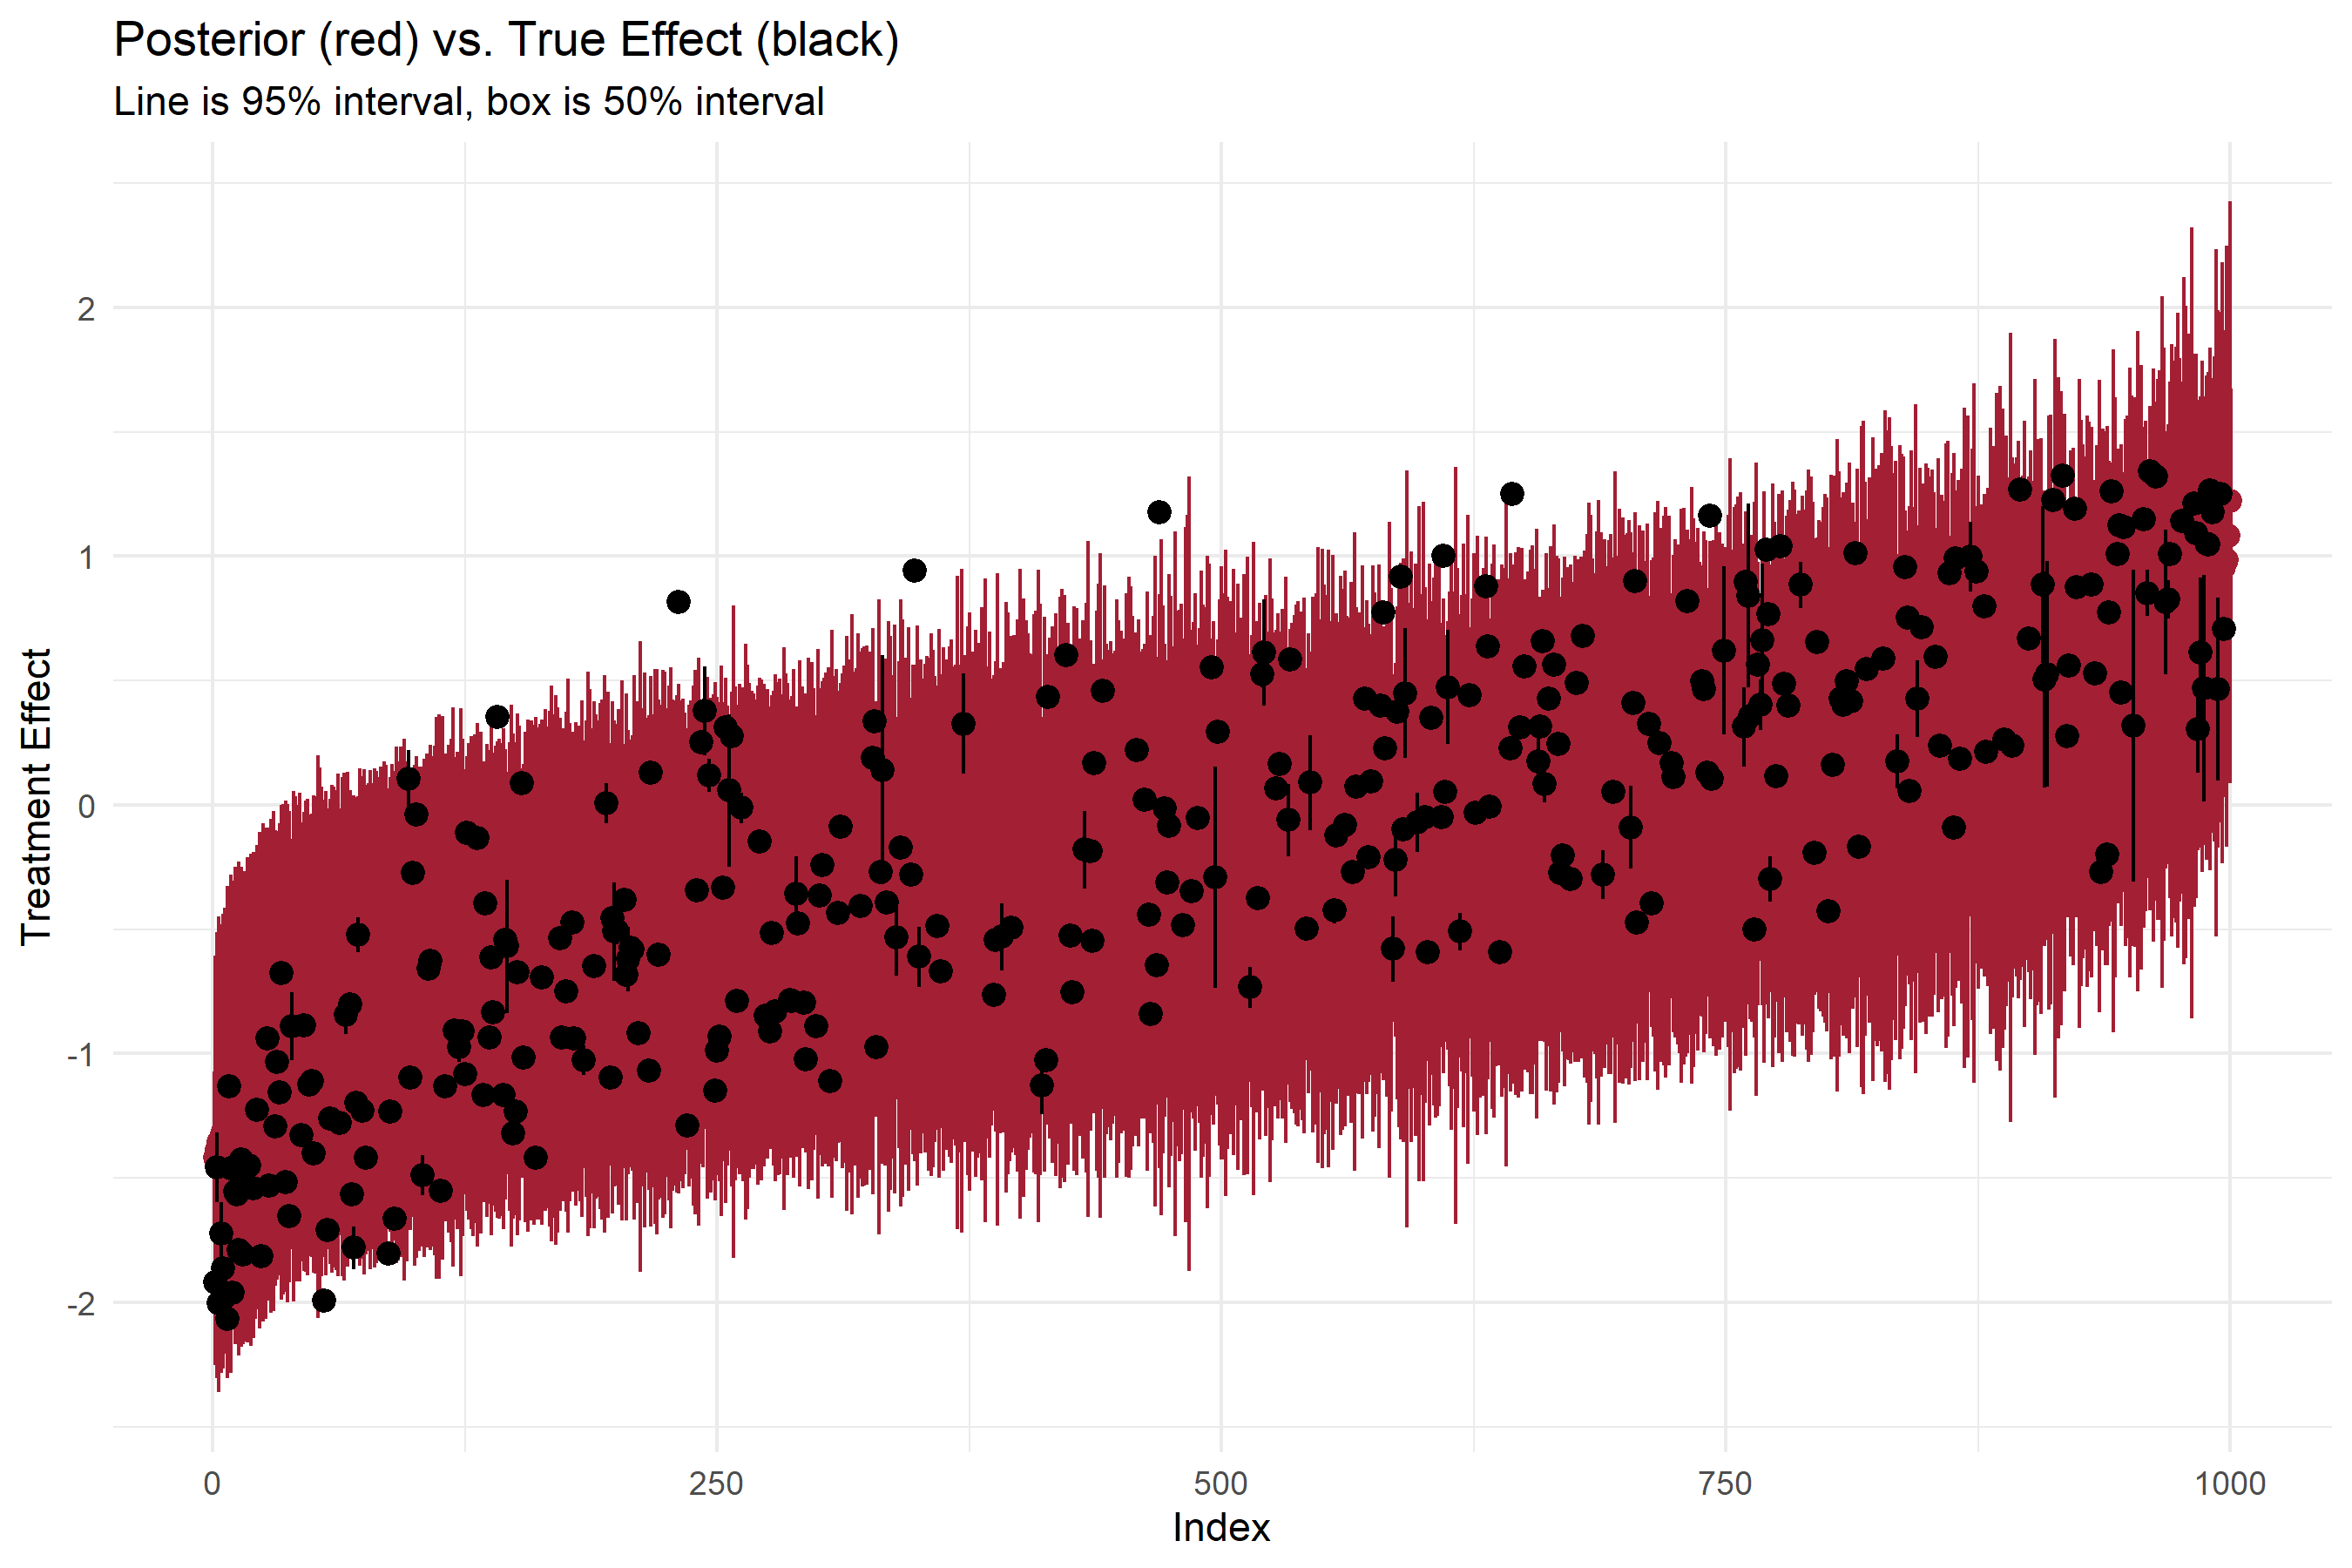 Posterior (red) vs. True Effect (black)
Line is 95% interval, box is 50% interval
Treatment Effect
2
1
0
-1
-2
0
250
500
750
1000
Index